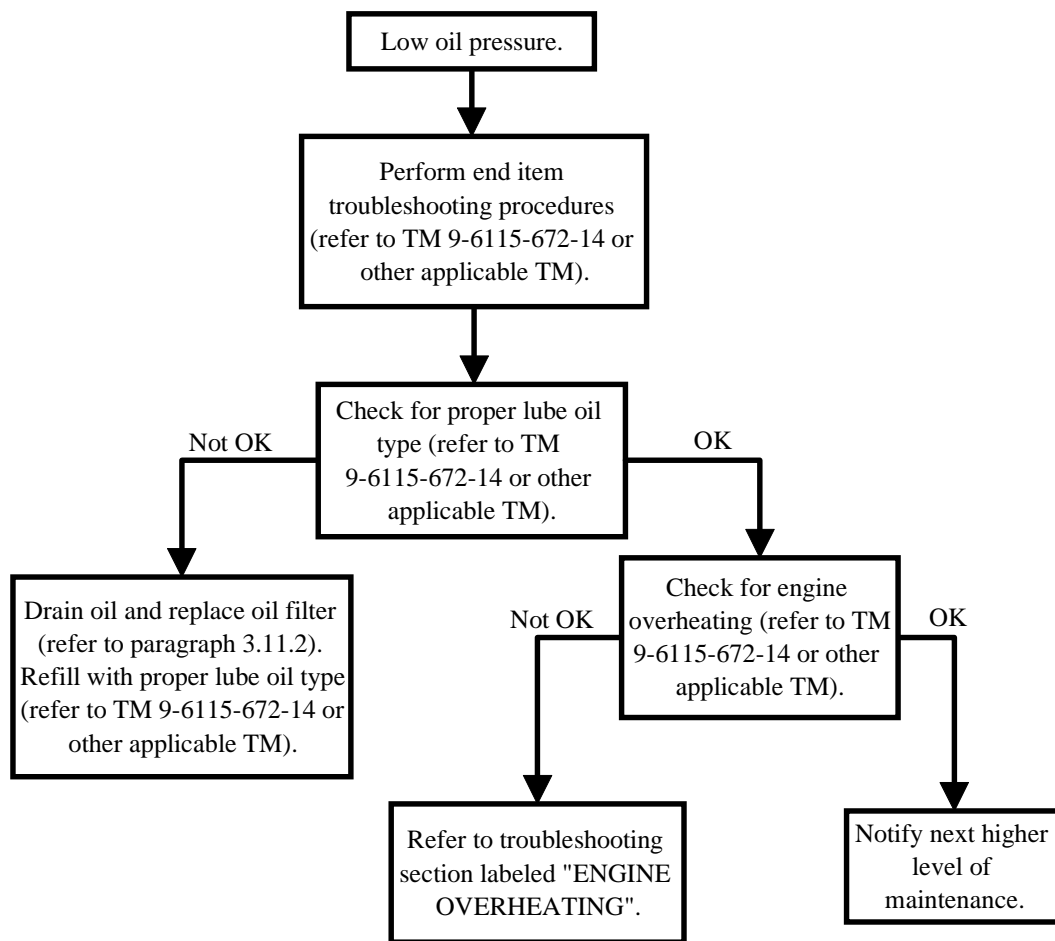 Low oil pressure.
Perform end item
troubleshooting procedures
(refer to TM 9-6115-672-14 or
other applicable TM).
Check for proper lube oil
type (refer to TM
9-6115-672-14 or other
applicable TM).
Not OK
OK
Drain oil and replace oil filter
(refer to paragraph 3.11.2).
Refill with proper lube oil type
(refer to TM 9-6115-672-14 or
other applicable TM).
Check for engine
overheating (refer to TM
9-6115-672-14 or other
applicable TM).
Not OK
OK
Refer to troubleshooting
section labeled "ENGINE
OVERHEATING".
Notify next higher
level of
maintenance.